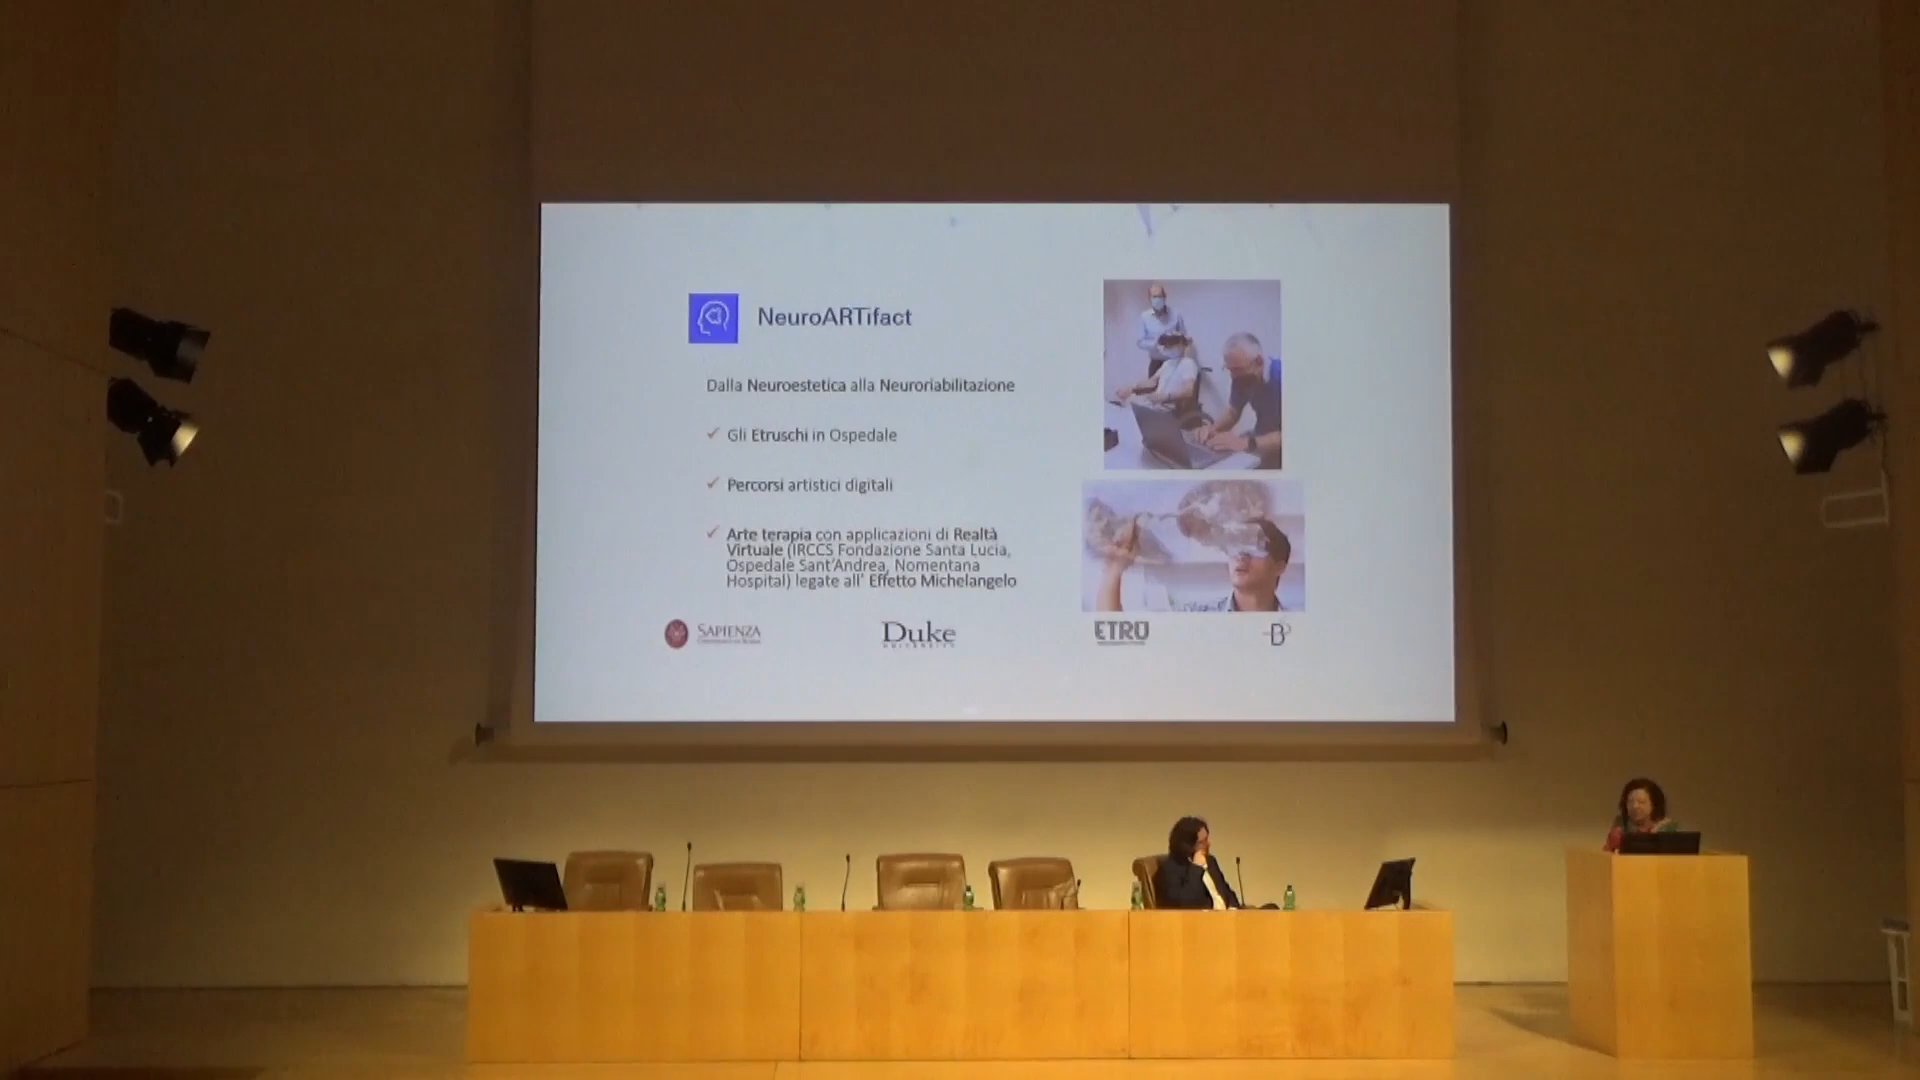 NeuroARTifact
Dalla Neuroestetica alla Neuroriabilitazione
✓ Gli Etruschi in Ospedale
✓ Percorsi artistici digitali
✓ Arte terapia con applicazioni di Realtà
Virtuale (IRCCS Fondazione Santa Lucia,
Ospedale Sant'Andrea, Nomentana
Hospital) legate all' Effetto Michelangelo
SAPIENZA
Duke
UNIVERSITY
ETRU
B